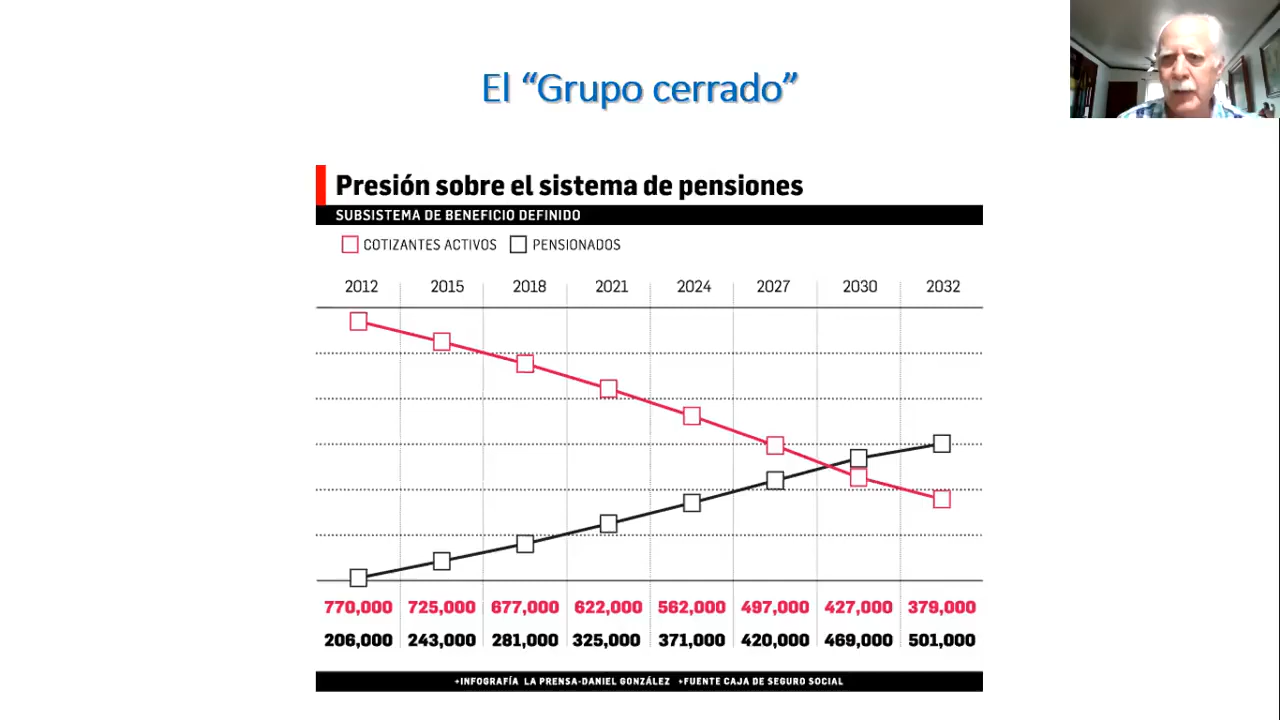 El “Grupo cerrado”
Presión sobre el sistema de pensiones
SUBSISTEMA DE BENEFICIO DEFINIDO
COTIZANTES ACTIVOS PENSIONADOS
2012 2015 2018 2021 2024 2027 2030 2032
770,000 725,000 677,000 622,000 562,000 497,000 427,000 379,000
206,000 243,000 281,000 325,000 371,000 420,000 469,000 501,000
+INFOGRAFÍA LA PRENSA-DANIEL GONZÁLEZ +FUENTE CAJA DE SEGURO SOCIAL